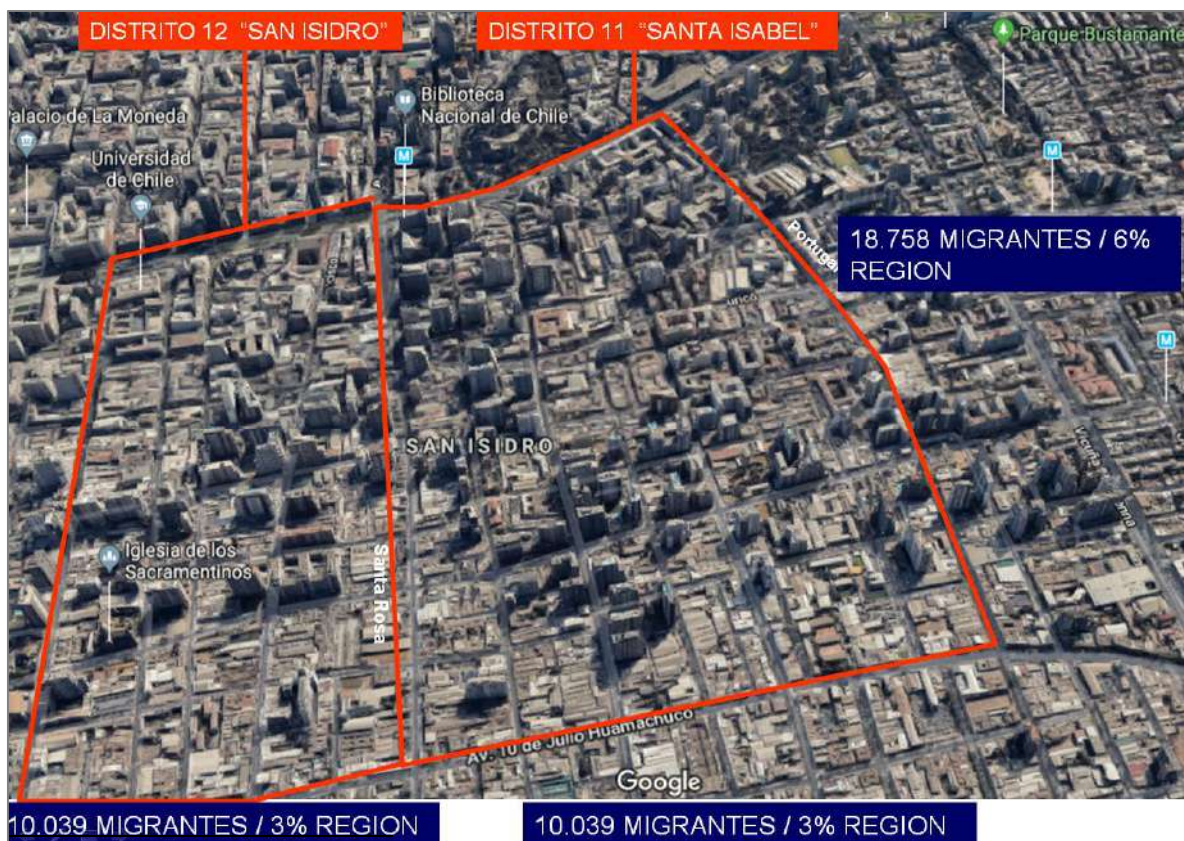 DISTRITO 12 "SAN ISIDRO"
DISTRITO 11 "SANTA ISABEL"
Parque Bustamante
Biblioteca
Nacional de Chile
alacio de La Moneda
Universidad
de Chile
Portugal
18.758 MIGRANTES / 6%
REGION
SAN ISIDRO
Vicuña
Iglesia de los
Sacramentinos
Santa Rosa
Av. 10 de Julio Huamachuco
Google
10.039 MIGRANTES / 3% REGION
10.039 MIGRANTES / 3% REGION